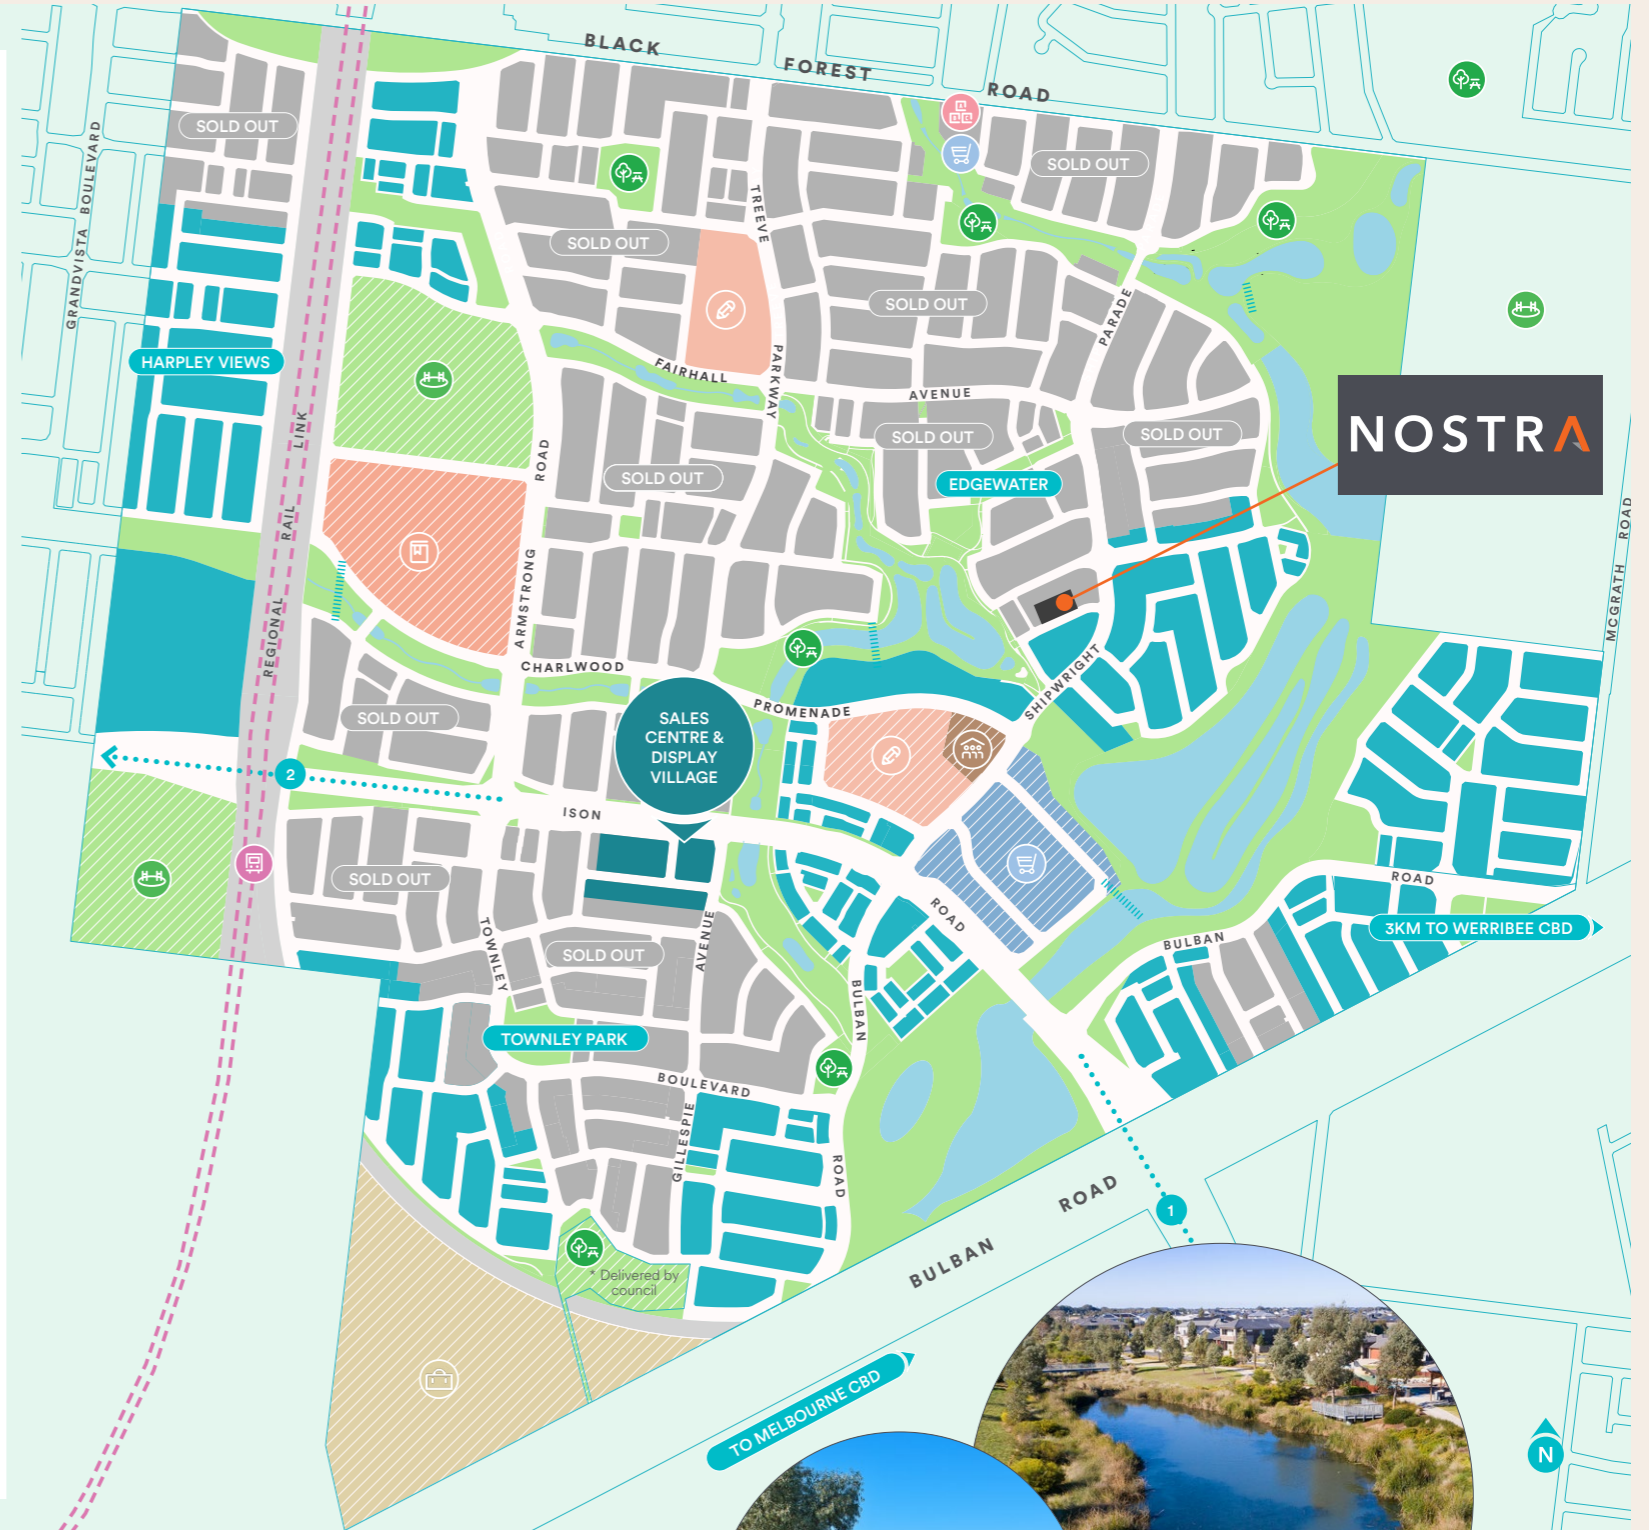 BLACK FOREST ROAD
SOLD OUT
SOLD OUT
GRANDVISTA BOULEVARD
TREEVE PARKWAY
SOLD OUT
SOLD OUT
PARADE
HARPLEY VIEWS
FAIRHALL AVENUE
NOSTRA
REGIONAL RAIL LINK
ARMSTRONG ROAD
SOLD OUT
SOLD OUT
SOLD OUT
EDGEWATER
MCGRATH ROAD
CHARLWOOD
PROMENADE
SHIPWRIGHT
SOLD OUT
SALES
CENTRE &
DISPLAY
VILLAGE
2
ISON
ROAD
SOLD OUT
ROAD
3KM TO WERRIBEE CBD
BULBAN
TOWNLEY
AVENUE
SOLD OUT
BULBAN
TOWNLEY PARK
BOULEVARD
GILLESPIE
ROAD
BULBAN ROAD
1
* Delivered by
council
TO MELBOURNE CBD
N